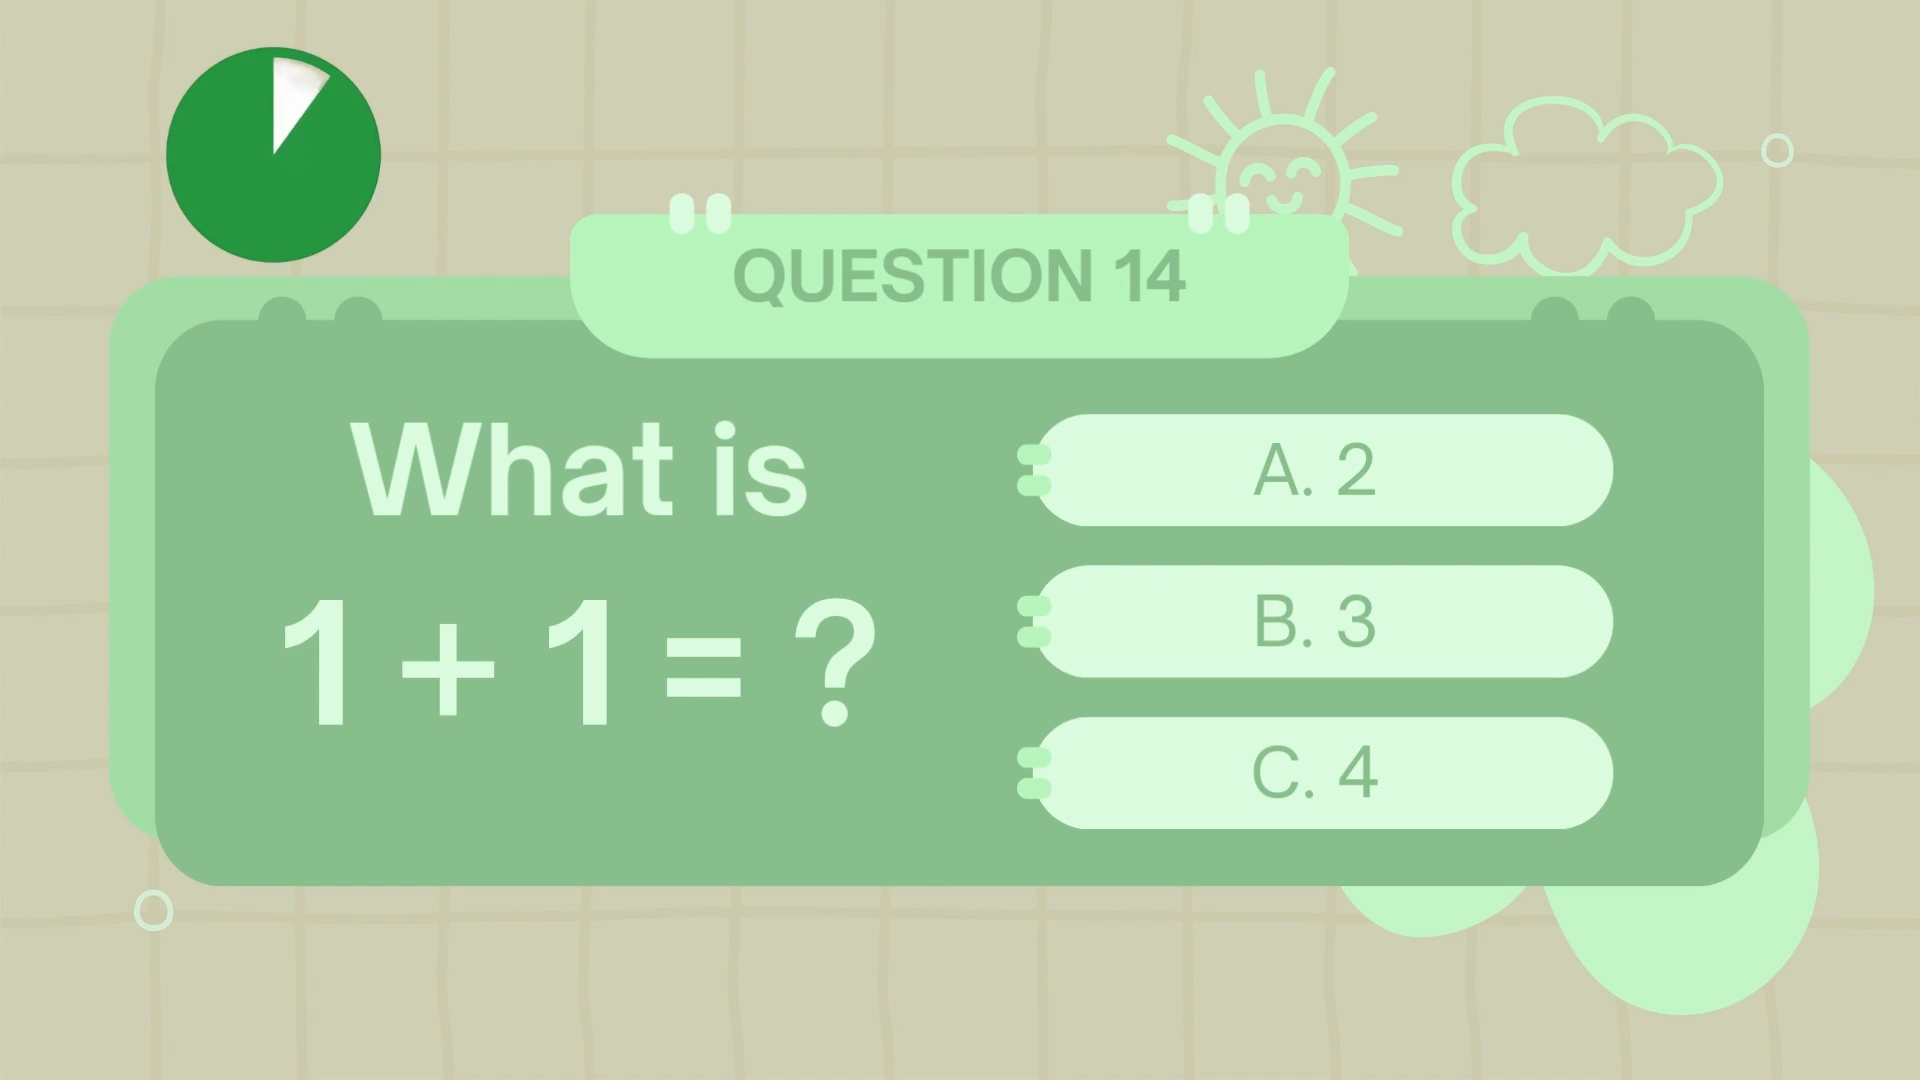 QUESTION 14
What is
1 + 1 = ?
A. 2
B. 3
C. 4